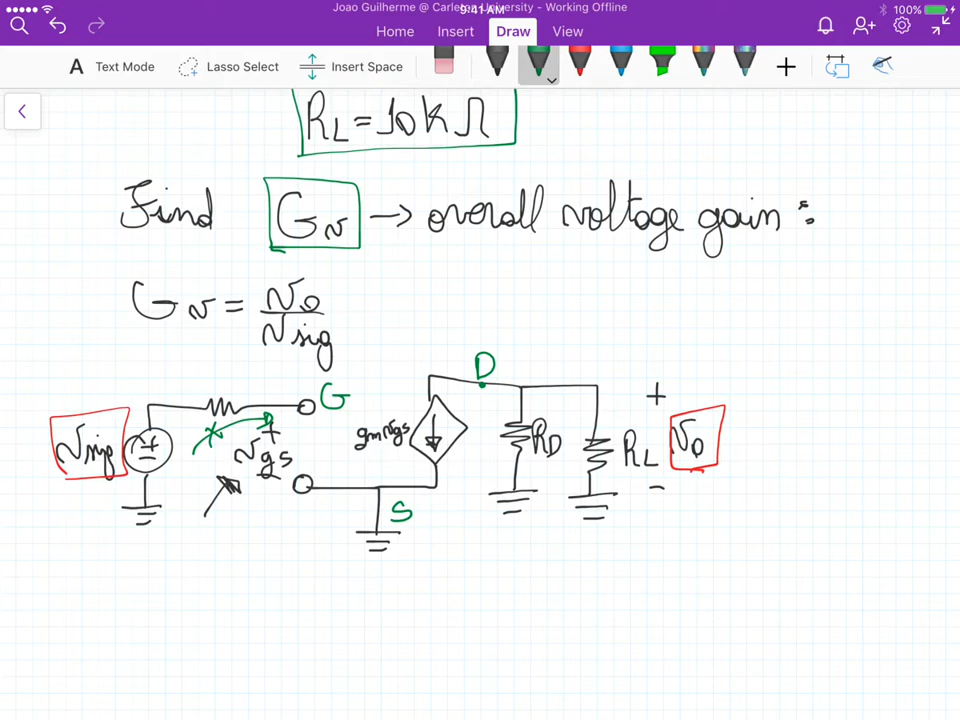 Joao Guilherme @ Carleton University - Working Offline
9:41 AM
100%
Home Insert Draw View
Text Mode Lasso Select Insert Space
RL = 10kΩ
Find Gv → overall voltage gain :
Gv = vo / vsig
D
G
vsig + vgs - gmvgs RD RL + vo -
S